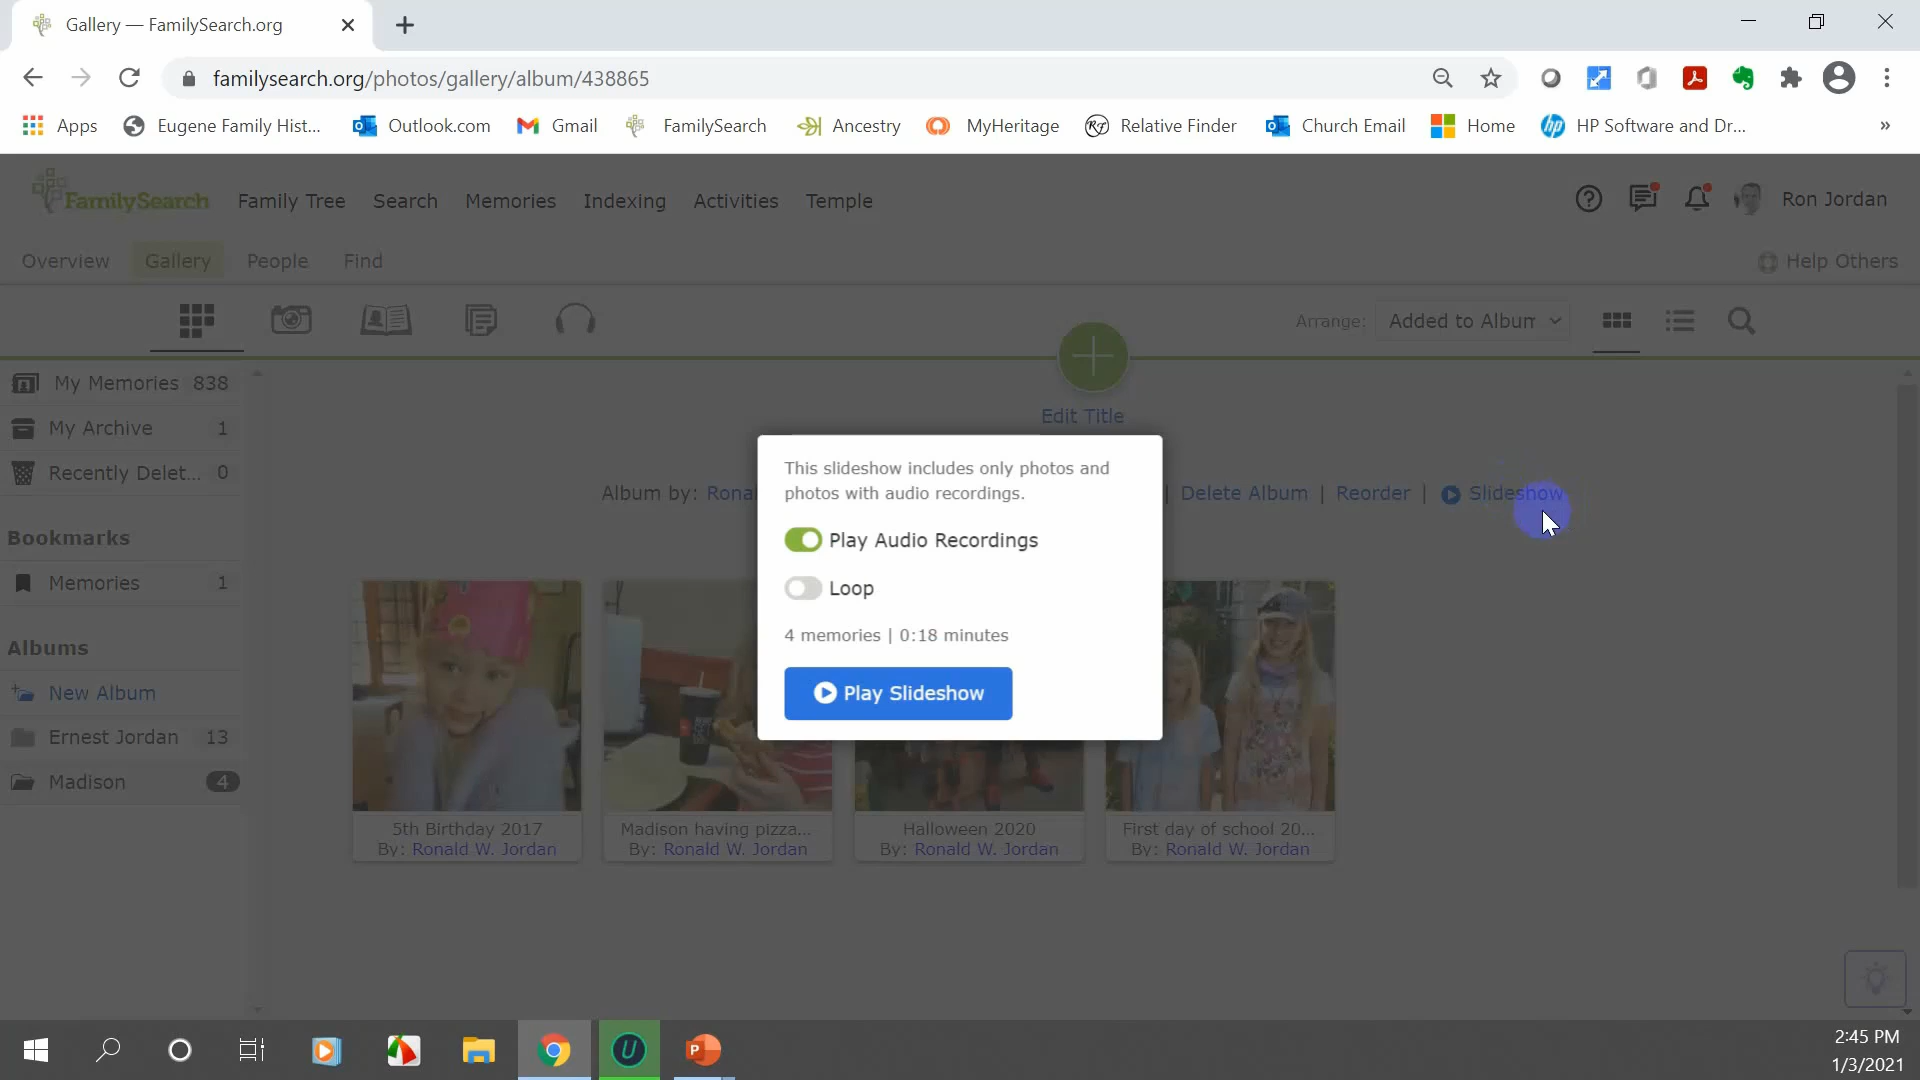 Gallery — FamilySearch.org
familysearch.org/photos/gallery/album/438865
Apps
Eugene Family Hist...
Outlook.com
Gmail
FamilySearch
Ancestry
MyHeritage
Relative Finder
Church Email
Home
HP Software and Dr...
»
FamilySearch
Family Tree
Search
Memories
Indexing
Activities
Temple
Ron Jordan
Overview
Gallery
People
Find
Help Others
Arrange:
Added to Album
My Memories 838
My Archive 1
Recently Delet... 0
Bookmarks
Memories 1
Albums
New Album
Ernest Jordan 13
Madison 4
Edit Title
Album by: Rona
| Delete Album | Reorder | Slideshow
This slideshow includes only photos and
photos with audio recordings.
Play Audio Recordings
Loop
4 memories | 0:18 minutes
Play Slideshow
5th Birthday 2017
By: Ronald W. Jordan
Madison having pizza...
By: Ronald W. Jordan
Halloween 2020
By: Ronald W. Jordan
First day of school 20...
By: Ronald W. Jordan
2:45 PM
1/3/2021